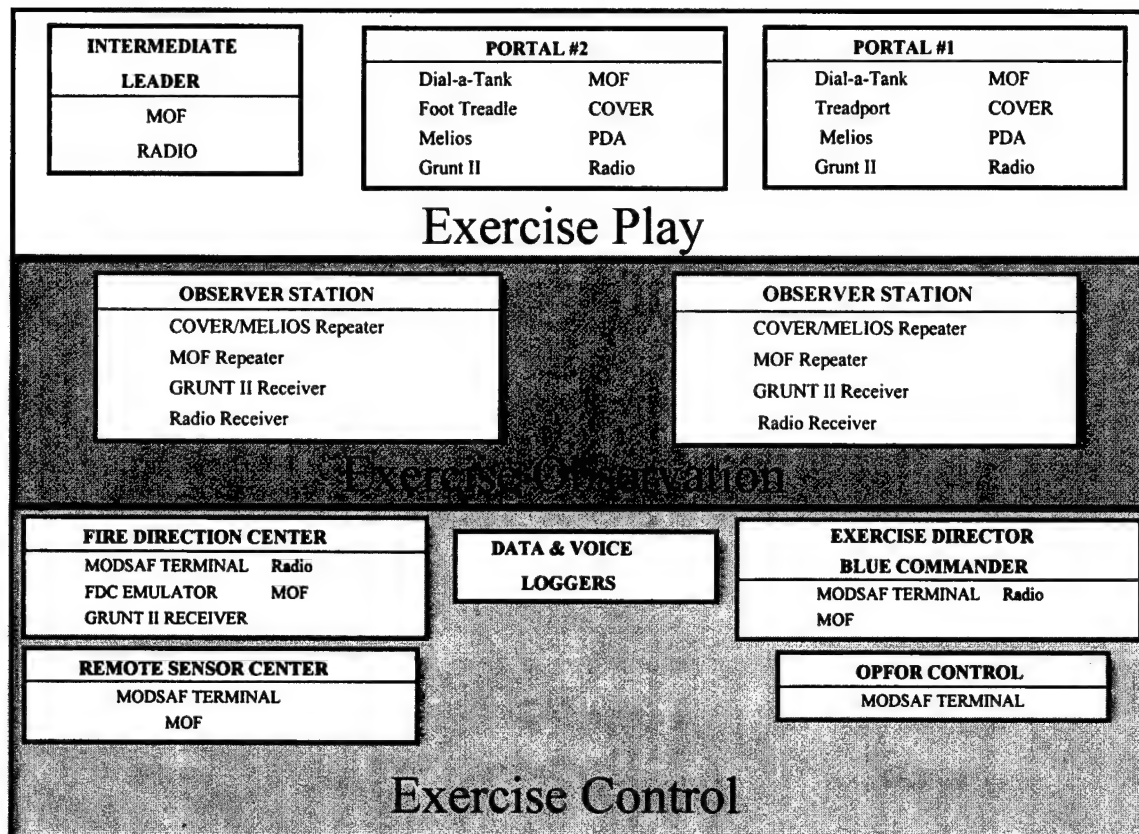 INTERMEDIATE
LEADER
MOF
RADIO
PORTAL #2
Dial-a-Tank MOF
Foot Treadle COVER
Melios PDA
Grunt II Radio
PORTAL #1
Dial-a-Tank MOF
Treadport COVER
Melios PDA
Grunt II Radio
Exercise Play
OBSERVER STATION
COVER/MELIOS Repeater
MOF Repeater
GRUNT II Receiver
Radio Receiver
OBSERVER STATION
COVER/MELIOS Repeater
MOF Repeater
GRUNT II Receiver
Radio Receiver
Exercise Observation
FIRE DIRECTION CENTER
MODSAF TERMINAL Radio
FDC EMULATOR MOF
GRUNT II RECEIVER
DATA & VOICE
LOGGERS
EXERCISE DIRECTOR
BLUE COMMANDER
MODSAF TERMINAL Radio
MOF
REMOTE SENSOR CENTER
MODSAF TERMINAL
MOF
OPFOR CONTROL
MODSAF TERMINAL
Exercise Control